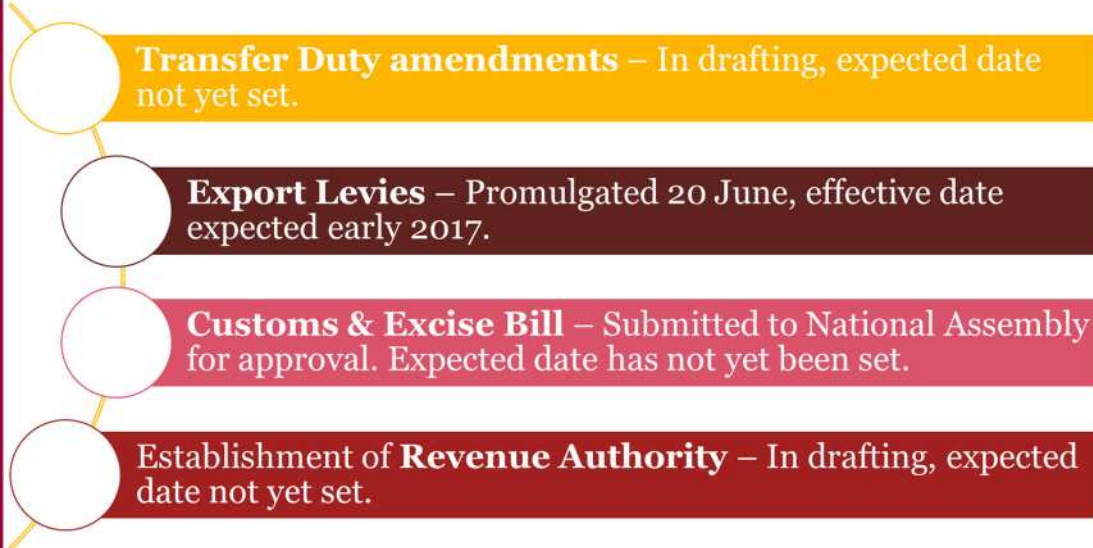 Transfer Duty amendments – In drafting, expected date
not yet set.
Export Levies – Promulgated 20 June, effective date
expected early 2017.
Customs & Excise Bill – Submitted to National Assembly
for approval. Expected date has not yet been set.
Establishment of Revenue Authority – In drafting, expected
date not yet set.